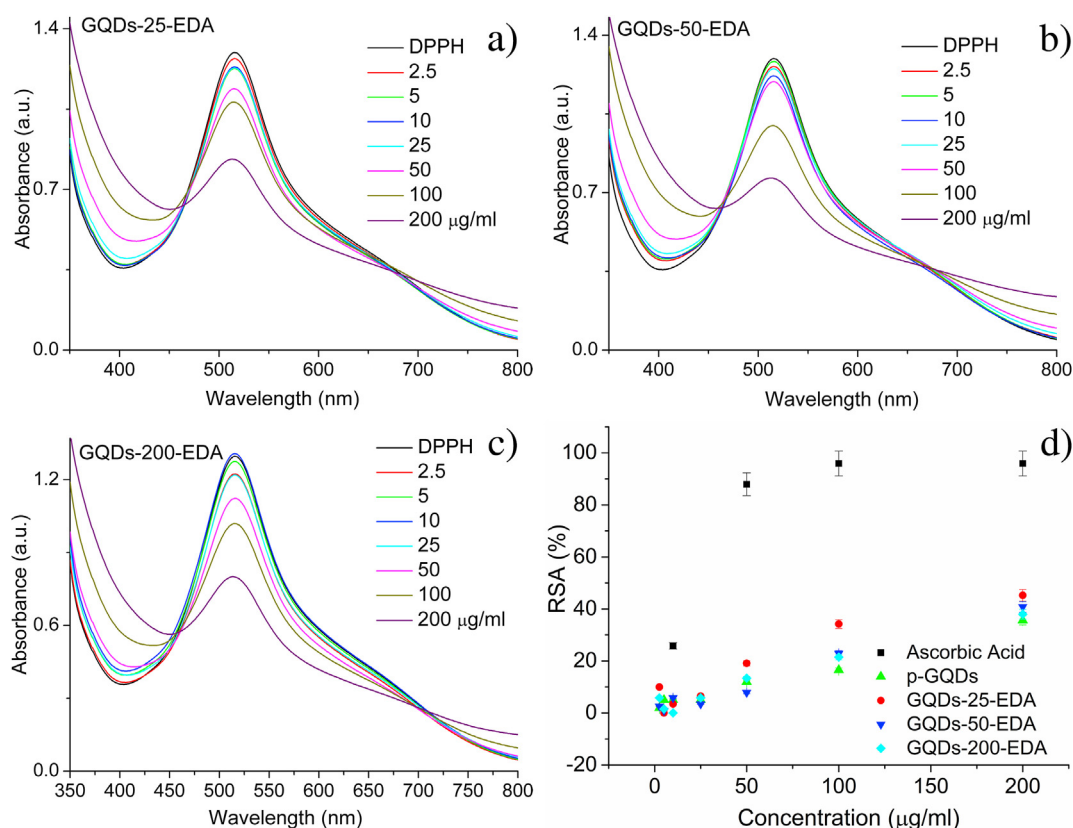 GQDs-25-EDA
a)
DPPH
2.5
5
10
25
50
100
200 μg/ml
1.4
0.7
0.0
Absorbance (a.u.)
400 450 500 550 600 650 700 750 800
Wavelength (nm)
GQDs-50-EDA
b)
DPPH
2.5
5
10
25
50
100
200 μg/ml
1.4
0.7
0.0
Absorbance (a.u.)
400 500 600 700 800
Wavelength (nm)
GQDs-200-EDA
c)
DPPH
2.5
5
10
25
50
100
200 μg/ml
1.2
0.6
0.0
Absorbance (a.u.)
350 400 450 500 550 600 650 700 750 800
Wavelength (nm)
d)
100
80
60
40
20
0
-20
RSA (%)
Ascorbic Acid
p-GQDs
GQDs-25-EDA
GQDs-50-EDA
GQDs-200-EDA
0 50 100 150 200
Concentration (μg/ml)